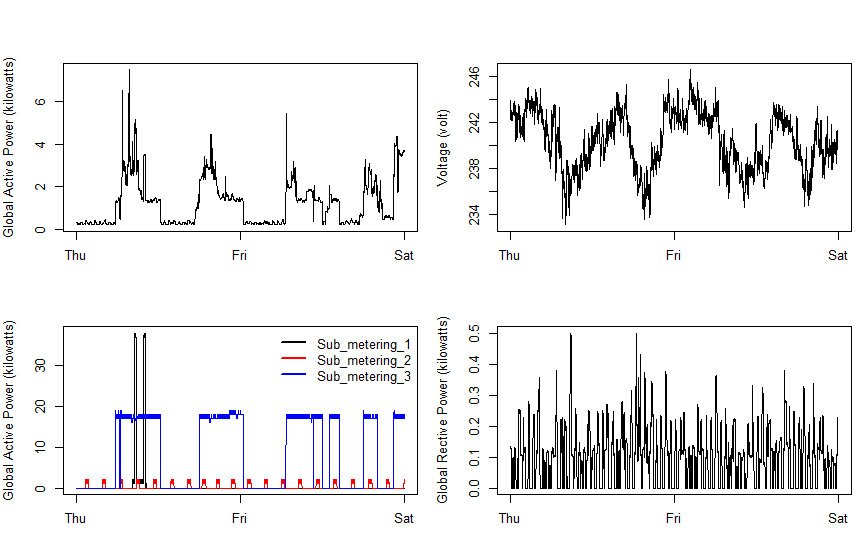 Global Active Power (kilowatts)
6
4
2
0
Thu Fri Sat
Voltage (volt)
246
242
238
234
Thu Fri Sat
Global Active Power (kilowatts)
30
20
10
0
Sub_metering_1
Sub_metering_2
Sub_metering_3
Thu Fri Sat
Global Rective Power (kilowatts)
0.5
0.4
0.3
0.2
0.1
0.0
Thu Fri Sat